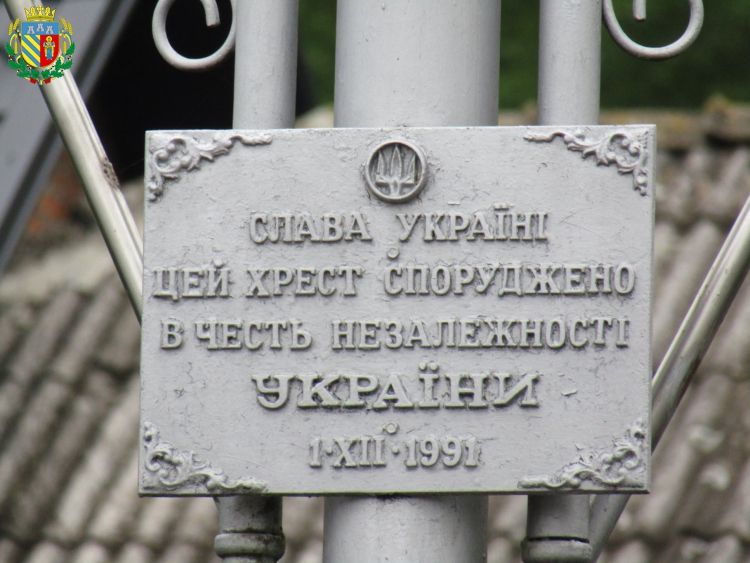 СЛАВА УКРАЇНІ
ЦЕЙ ХРЕСТ СПОРУДЖЕНО
В ЧЕСТЬ НЕЗАЛЕЖНОСТІ
УКРАЇНИ
1·XII·1991